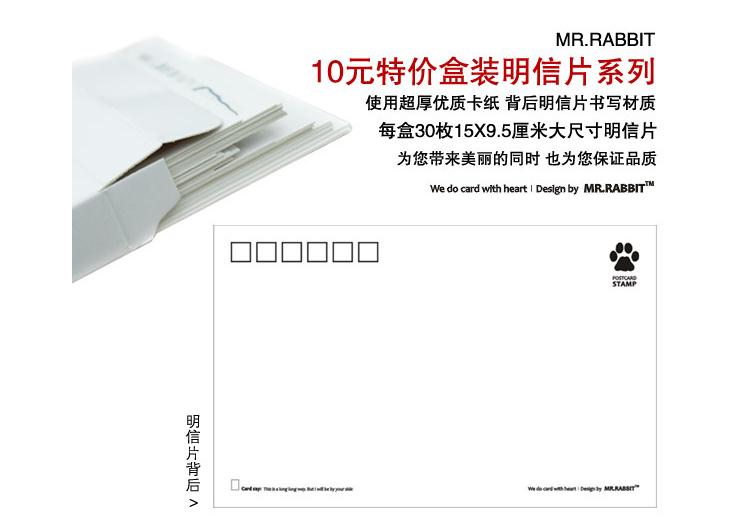 MR.RABBIT
10元特价盒装明信片系列
使用超厚优质卡纸 背后明信片书写材质
每盒30枚15X9.5厘米大尺寸明信片
为您带来美丽的同时 也为您保证品质
We do card with heart | Design by MR.RABBIT™
POSTCARD
STAMP
明信片背后 >
Card say: This is a long long way. But I will be by your side
We do card with heart | Design by MR.RABBIT™